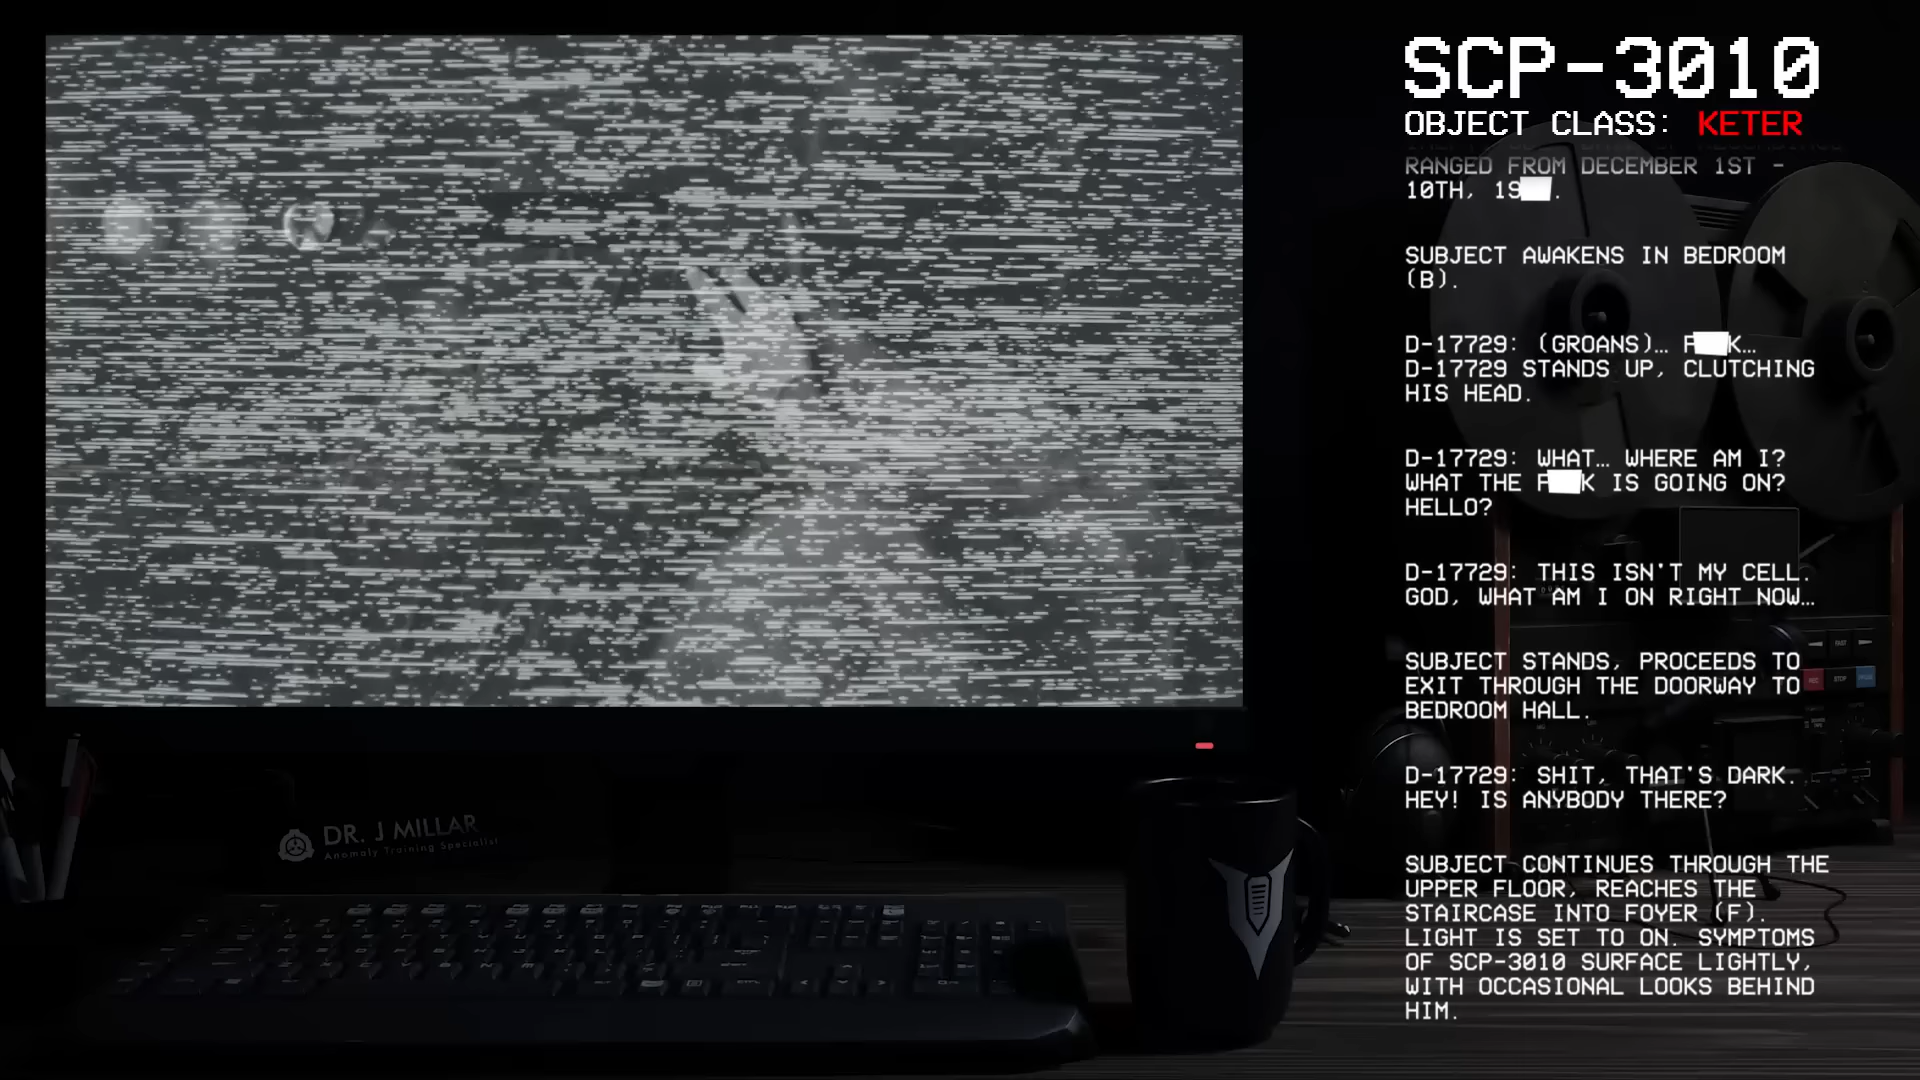 SCP-3010
OBJECT CLASS: KETER
RANGED FROM DECEMBER 1ST -
10TH, 19██.
SUBJECT AWAKENS IN BEDROOM
(B).
D-17729: (GROANS)… F██K…
D-17729 STANDS UP, CLUTCHING
HIS HEAD.
D-17729: WHAT… WHERE AM I?
WHAT THE F██K IS GOING ON?
HELLO?
D-17729: THIS ISN'T MY CELL.
GOD, WHAT AM I ON RIGHT NOW…
SUBJECT STANDS, PROCEEDS TO
EXIT THROUGH THE DOORWAY TO
BEDROOM HALL.
D-17729: SHIT, THAT'S DARK.
HEY! IS ANYBODY THERE?
SUBJECT CONTINUES THROUGH THE
UPPER FLOOR, REACHES THE
STAIRCASE INTO FOYER (F).
LIGHT IS SET TO ON. SYMPTOMS
OF SCP-3010 SURFACE LIGHTLY,
WITH OCCASIONAL LOOKS BEHIND
HIM.
DR. J MILLAR
Anomaly Training Specialist